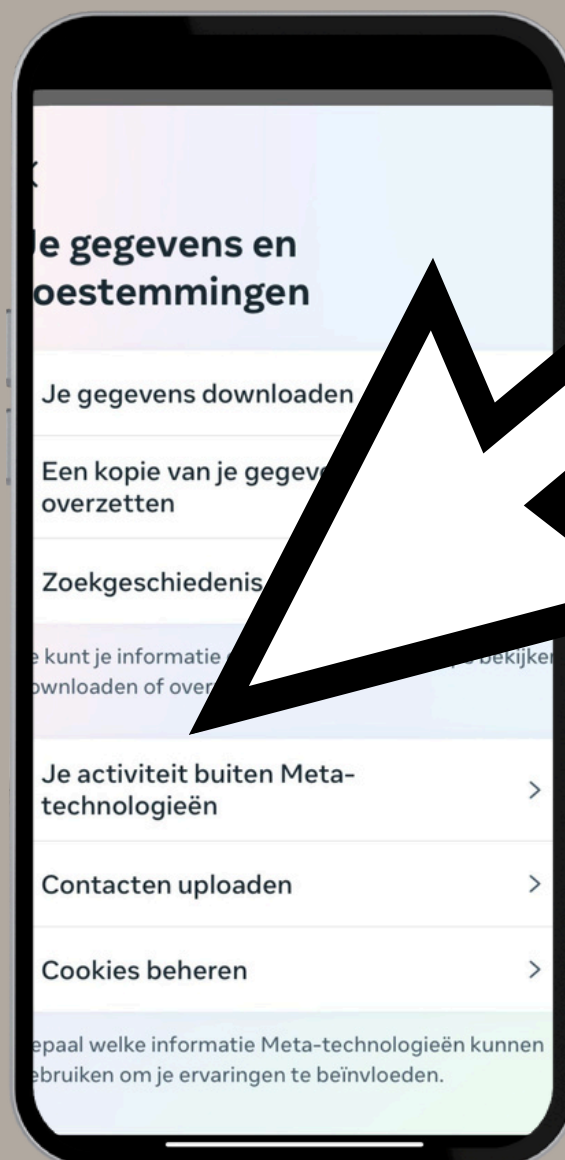 Je gegevens en
oestemmingen
Je gegevens downloaden
Een kopie van je
overzetten
Zoekgeschiedenis
kunt je informatie
ownloaden of
Je activiteit buiten Meta-
technologieën
Contacten uploaden
Cookies beheren
epaal welke informatie Meta-technologieën kunnen
ebruiken om je ervaringen te beïnvloeden.